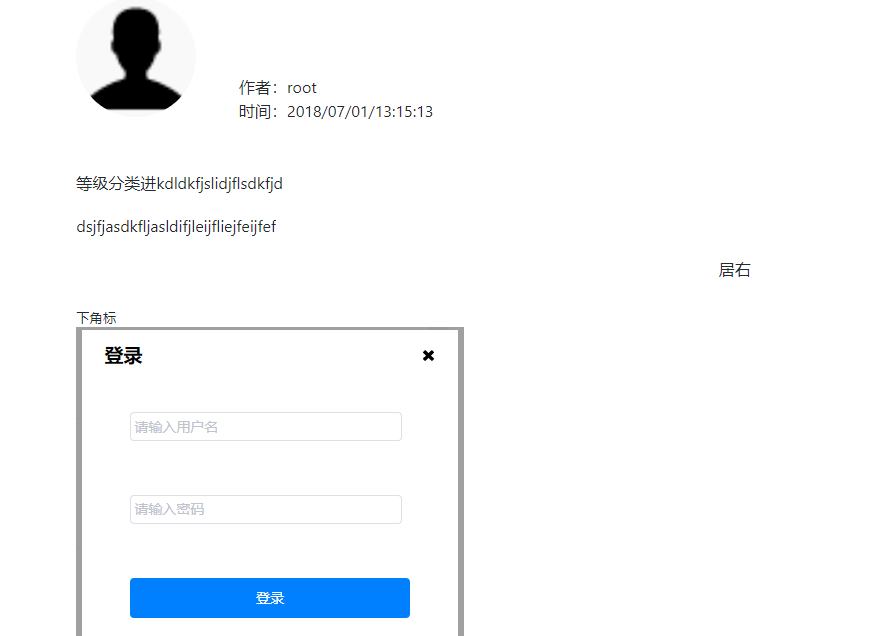 作者：root
时间：2018/07/01/13:15:13
等级分类进kdldkfjslidjflsdkfjd
dsjfjasdkfljasldifjleijfliejfeijfef
居右
下角标
登录
请输入用户名
请输入密码
登录